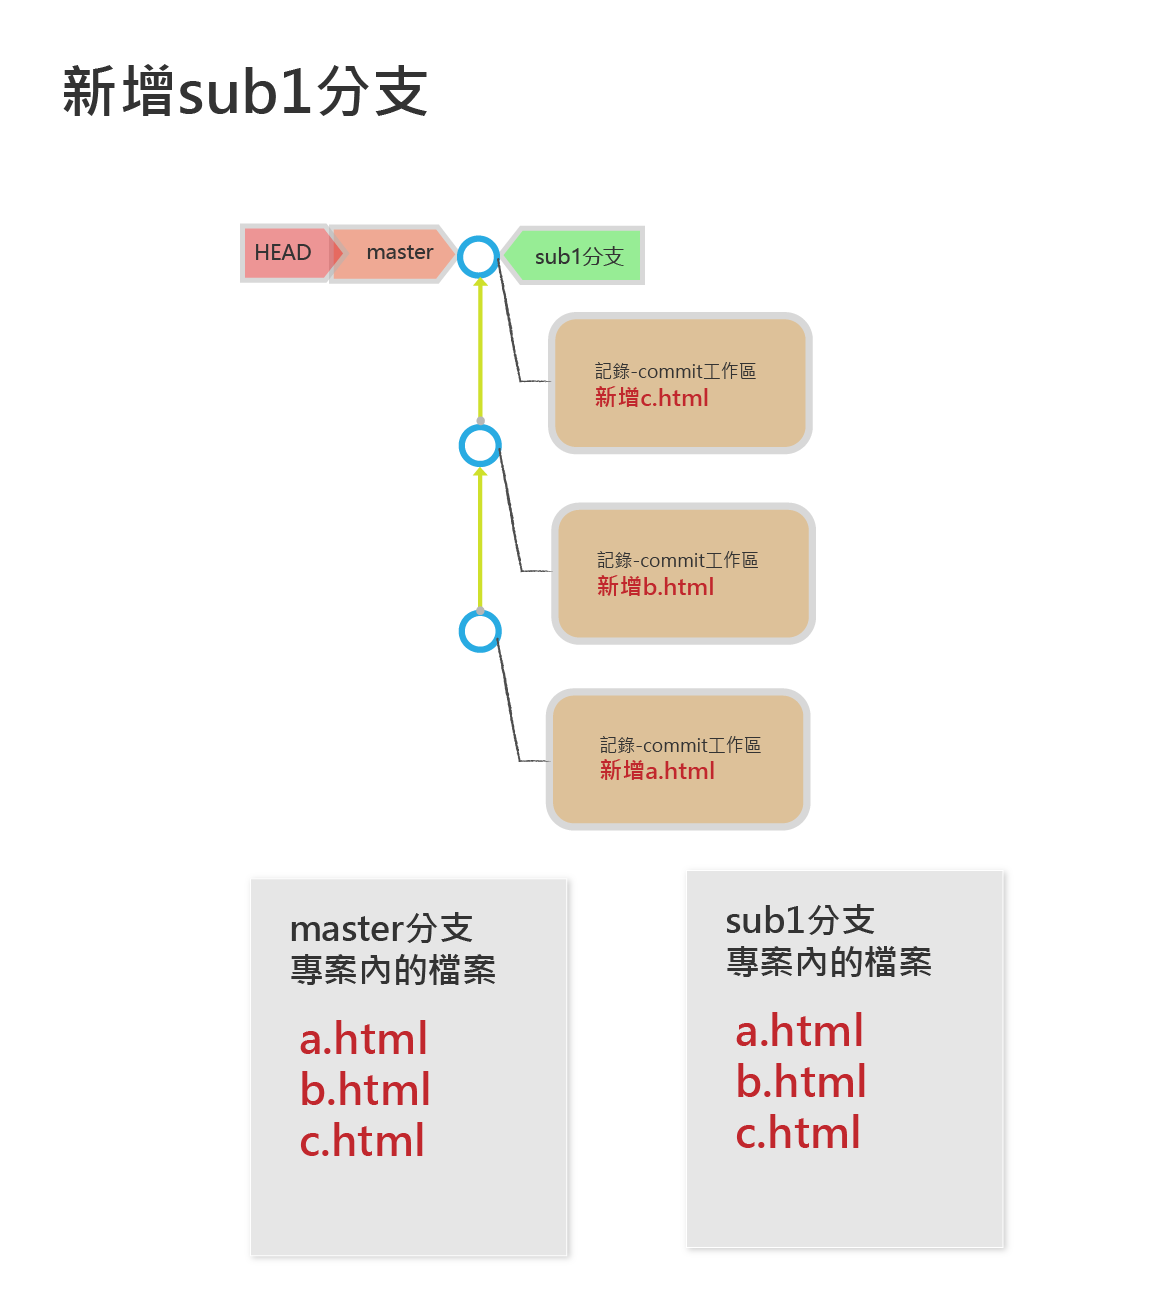 新增sub1分支
HEAD
master
sub1分支
記錄-commit工作區
新增c.html
記錄-commit工作區
新增b.html
記錄-commit工作區
新增a.html
master分支
專案內的檔案
a.html
b.html
c.html
sub1分支
專案內的檔案
a.html
b.html
c.html